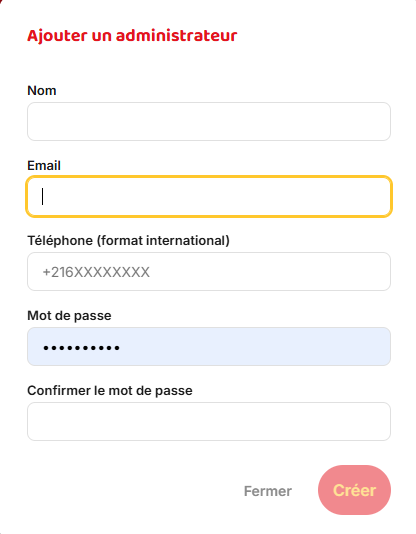 Ajouter un administrateur
Nom
Email
Téléphone (format international)
+216XXXXXXXX
Mot de passe
••••••••••
Confirmer le mot de passe
Fermer
Créer